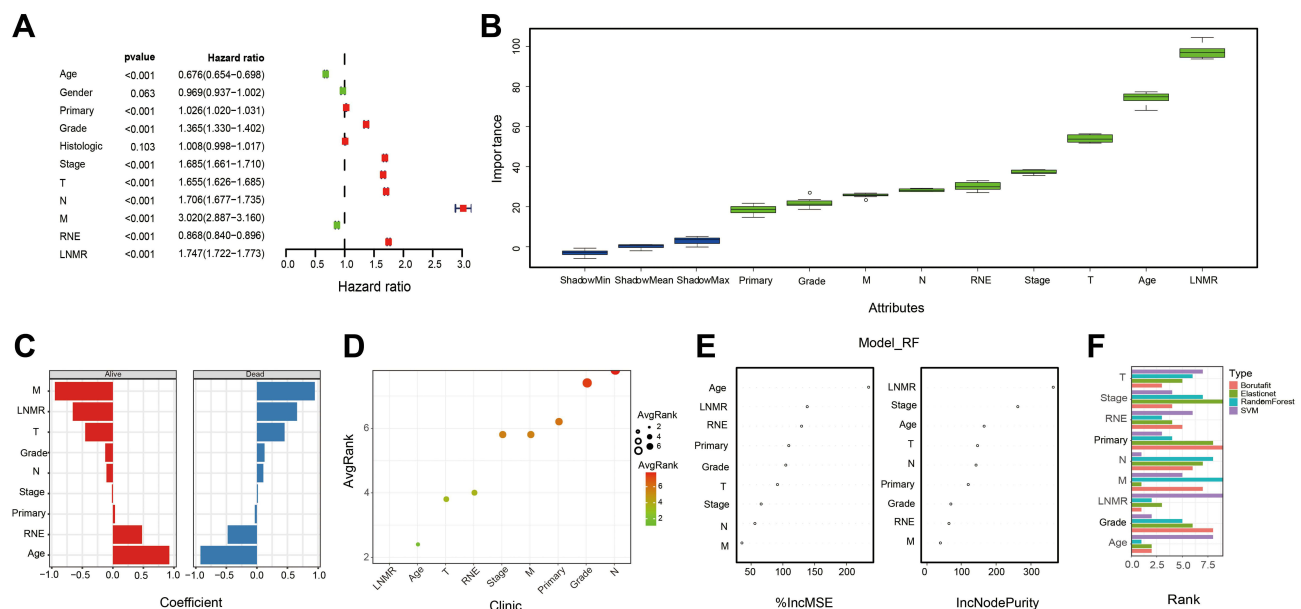 A
pvalue Hazard ratio
Age <0.001 0.676(0.654−0.698)
Gender 0.063 0.969(0.937−1.002)
Primary <0.001 1.026(1.020−1.031)
Grade <0.001 1.365(1.330−1.402)
Histologic 0.103 1.008(0.998−1.017)
Stage <0.001 1.685(1.661−1.710)
T <0.001 1.655(1.626−1.685)
N <0.001 1.706(1.677−1.735)
M <0.001 3.020(2.887−3.160)
RNE <0.001 0.868(0.840−0.896)
LNMR <0.001 1.747(1.722−1.773)
0.0 0.5 1.0 1.5 2.0 2.5 3.0
Hazard ratio
B
Importance
100
80
60
40
20
0
ShadowMin ShadowMean ShadowMax Primary Grade M N RNE Stage T Age LNMR
Attributes
C
Alive Dead
M
LNMR
T
Grade
N
Stage
Primary
RNE
Age
−1.0 −0.5 0.0 0.5 1.0 −1.0 −0.5 0.0 0.5 1.0
Coefficient
D
AvgRank
6
4
2
LNMR Age T RNE Stage M Primary Grade N
Clinic
AvgRank
2
4
6
AvgRank
6
4
2
E
Model_RF
Age
LNMR
RNE
Primary
Grade
T
Stage
N
M
50 100 150 200
%IncMSE
LNMR
Stage
Age
T
N
Primary
Grade
RNE
M
0 100 200 300
IncNodePurity
F
T
Stage
RNE
Primary
N
M
LNMR
Grade
Age
0.0 2.5 5.0 7.5
Rank
Type
Borutafit
Elasticnet
RandomForest
SVM